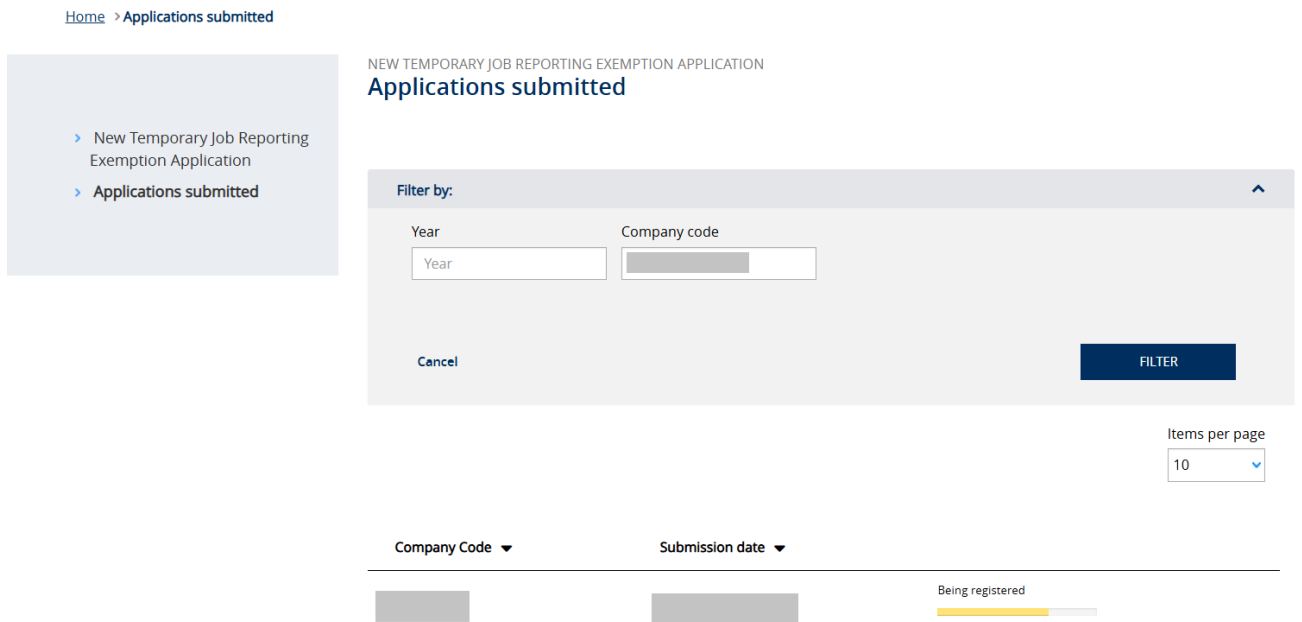 Home > Applications submitted
NEW TEMPORARY JOB REPORTING EXEMPTION APPLICATION
Applications submitted
> New Temporary Job Reporting
Exemption Application
> Applications submitted
Filter by:
Year Company code
Year
Cancel FILTER
Items per page
10
Company Code Submission date
Being registered